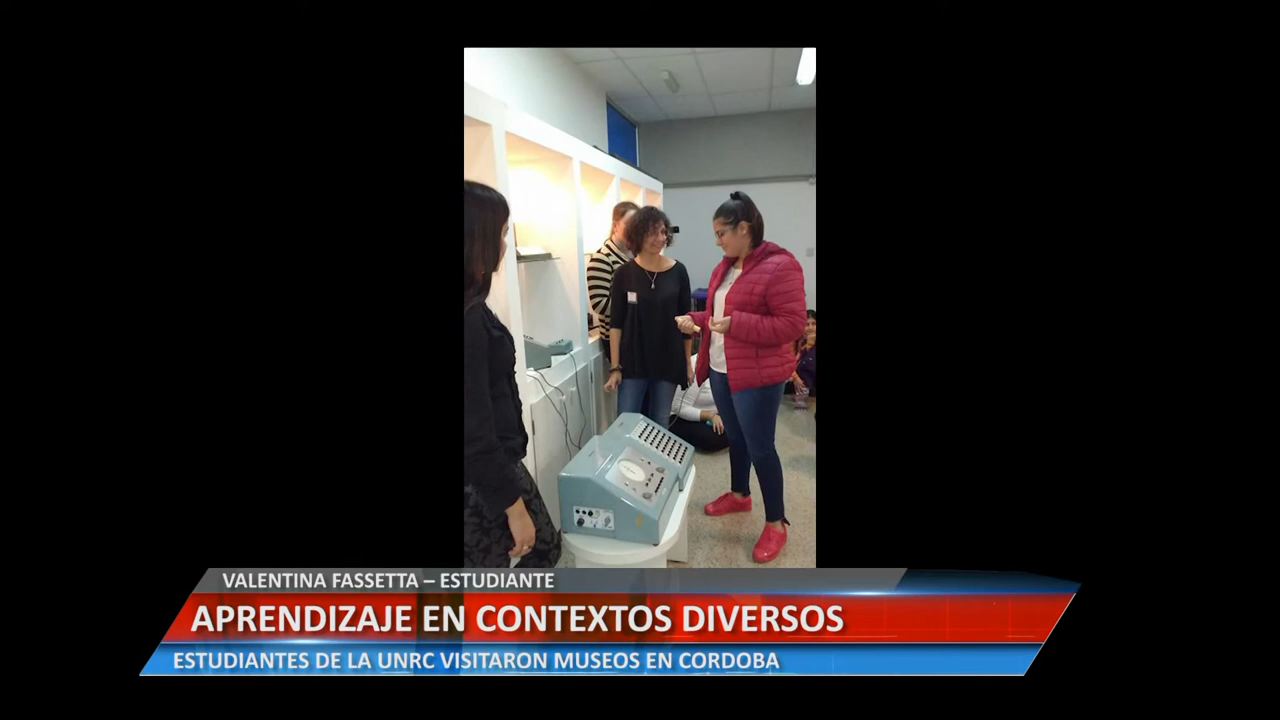 VALENTINA FASSETTA – ESTUDIANTE
APRENDIZAJE EN CONTEXTOS DIVERSOS
ESTUDIANTES DE LA UNRC VISITARON MUSEOS EN CORDOBA